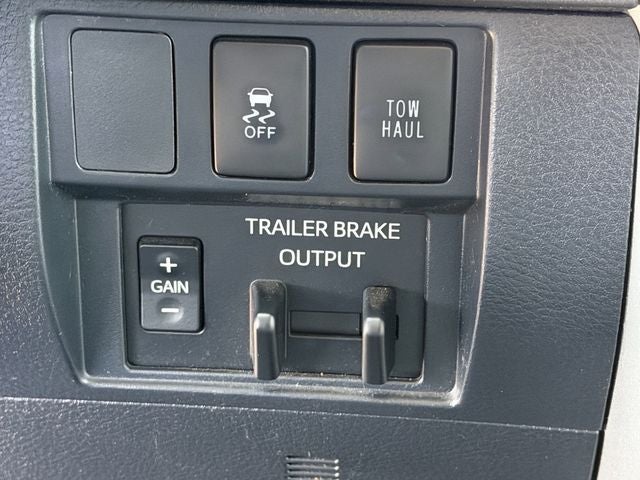 OFF
TOW
HAUL
TRAILER BRAKE
OUTPUT
+
GAIN
-